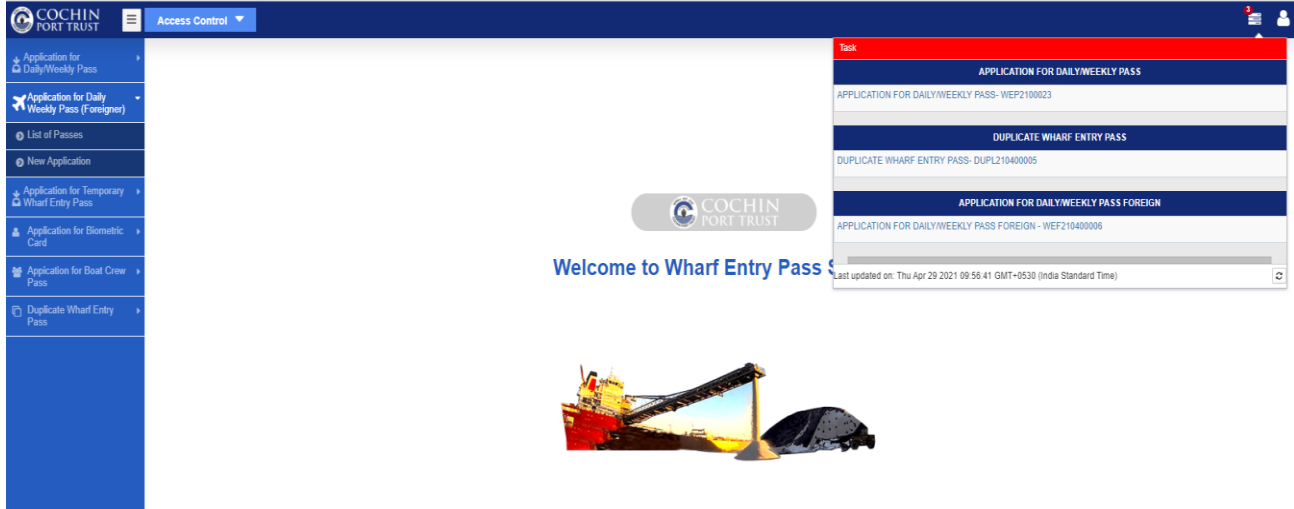 COCHIN
PORT TRUST
Access Control
3
Application for
Daily/Weekly Pass
Application for Daily
Weekly Pass (Foreigner)
List of Passes
New Application
Application for Temporary
Wharf Entry Pass
Application for Biometric
Card
Appication for Boat Crew
Pass
Duplicate Wharf Entry
Pass
COCHIN
PORT TRUST
Welcome to Wharf Entry Pass S
Task
APPLICATION FOR DAILY/WEEKLY PASS
APPLICATION FOR DAILY/WEEKLY PASS- WEP2100023
DUPLICATE WHARF ENTRY PASS
DUPLICATE WHARF ENTRY PASS- DUPL210400005
APPLICATION FOR DAILY/WEEKLY PASS FOREIGN
APPLICATION FOR DAILY/WEEKLY PASS FOREIGN - WEF210400006
Last updated on: Thu Apr 29 2021 09:56:41 GMT+0530 (India Standard Time)